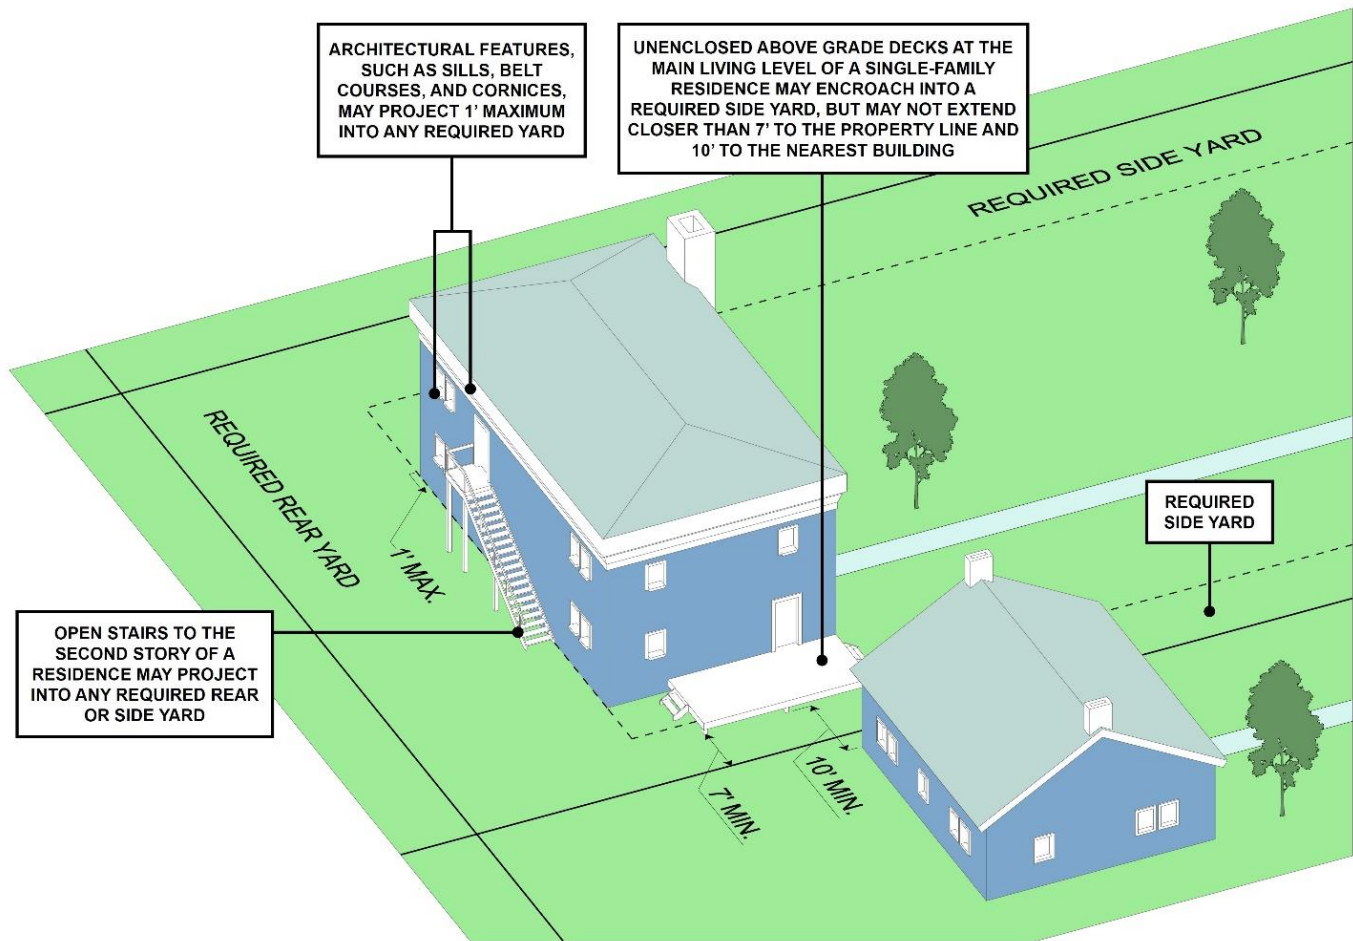 ARCHITECTURAL FEATURES,
SUCH AS SILLS, BELT
COURSES, AND CORNICES,
MAY PROJECT 1' MAXIMUM
INTO ANY REQUIRED YARD
UNENCLOSED ABOVE GRADE DECKS AT THE
MAIN LIVING LEVEL OF A SINGLE-FAMILY
RESIDENCE MAY ENCROACH INTO A
REQUIRED SIDE YARD, BUT MAY NOT EXTEND
CLOSER THAN 7' TO THE PROPERTY LINE AND
10' TO THE NEAREST BUILDING
REQUIRED SIDE YARD
REQUIRED REAR YARD
1' MAX.
REQUIRED
SIDE YARD
OPEN STAIRS TO THE
SECOND STORY OF A
RESIDENCE MAY PROJECT
INTO ANY REQUIRED REAR
OR SIDE YARD
7' MIN.
10' MIN.